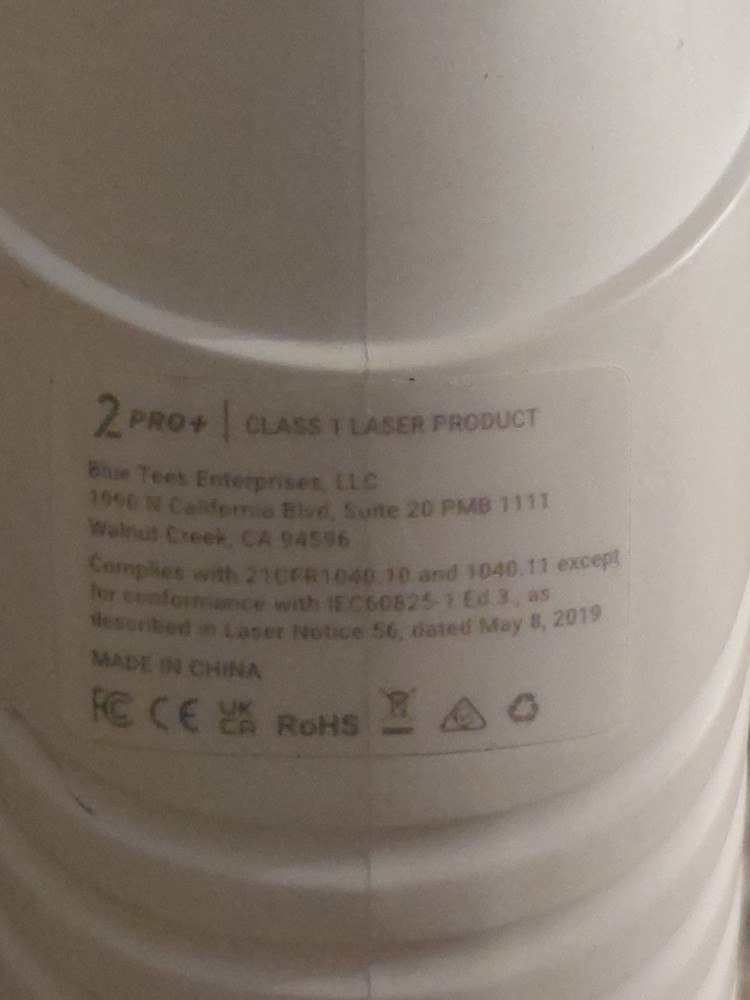 2 PRO+ | CLASS 1 LASER PRODUCT
Blue Tees Enterprises, LLC
1990 N California Blvd, Suite 20 PMB 1111
Walnut Creek, CA 94596
Complies with 21CFR1040.10 and 1040.11 except
for conformance with IEC60825-1 Ed.3., as
described in Laser Notice 56, dated May 8, 2019
MADE IN CHINA
FC CE UK CA RoHS